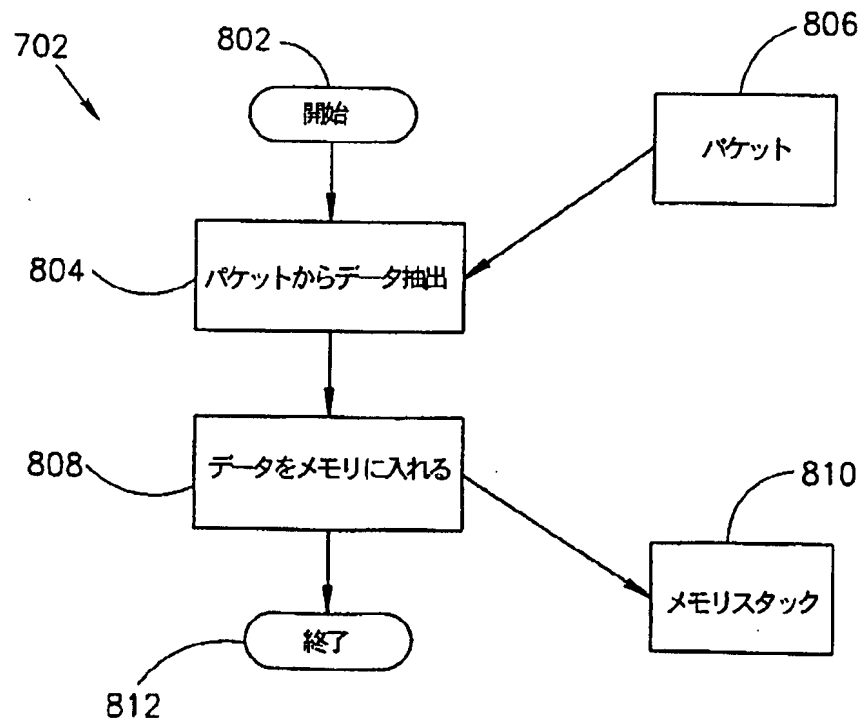 702
802
806
開始
パケット
804
パケットからデータ抽出
808
データをメモリに入れる
810
メモリスタック
終了
812